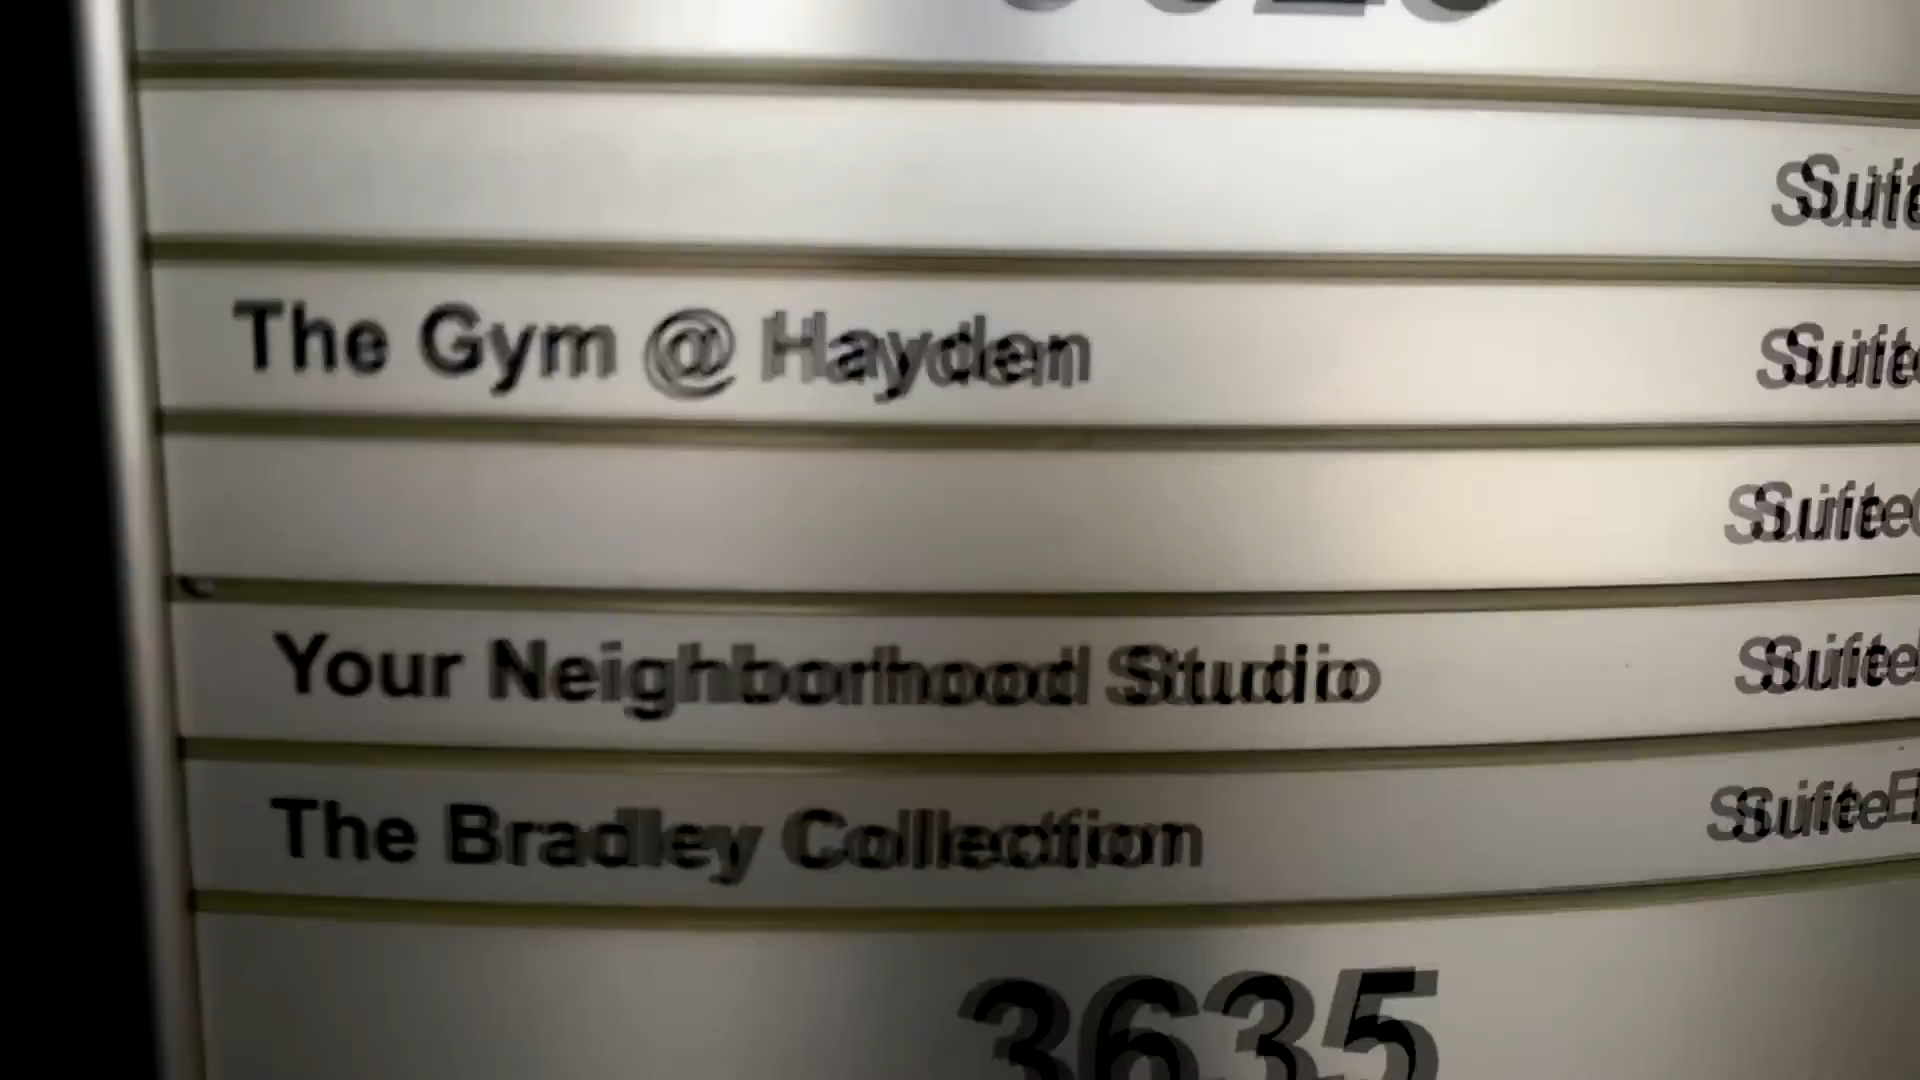 Suite
The Gym @ Hayden Suite
Suite
Your Neighborhood Studio Suite
The Bradley Collection Suite E
3635